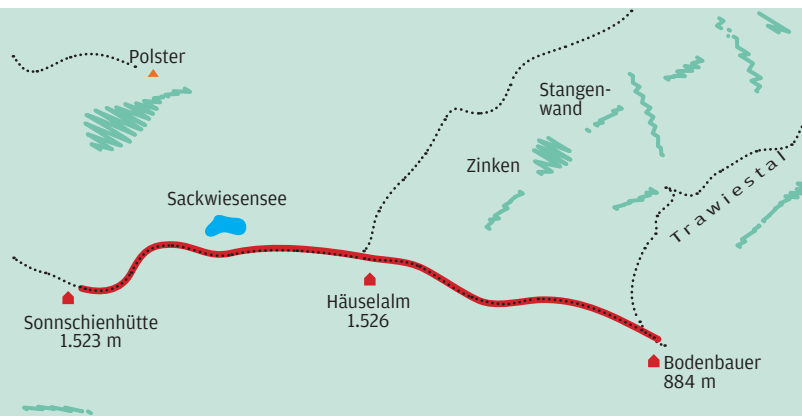 Polster
Stangen-
wand
Zinken
Trawiestal
Sackwiesensee
Häuselalm
1.526
Sonnschienhütte
1.523 m
Bodenbauer
884 m